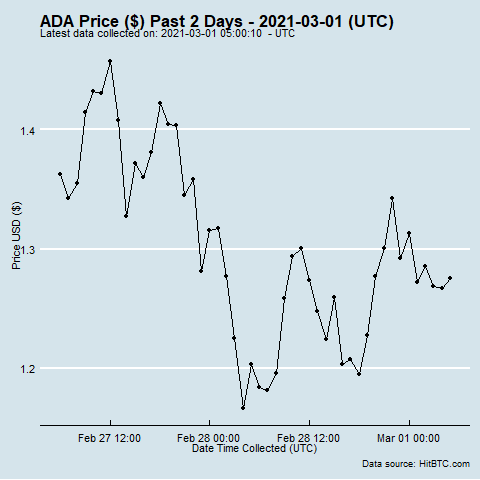 ADA Price ($) Past 2 Days - 2021-03-01 (UTC)
Latest data collected on: 2021-03-01 05:00:10 - UTC
1.4
1.3
1.2
Price USD ($)
Feb 27 12:00
Feb 28 00:00
Feb 28 12:00
Mar 01 00:00
Date Time Collected (UTC)
Data source: HitBTC.com